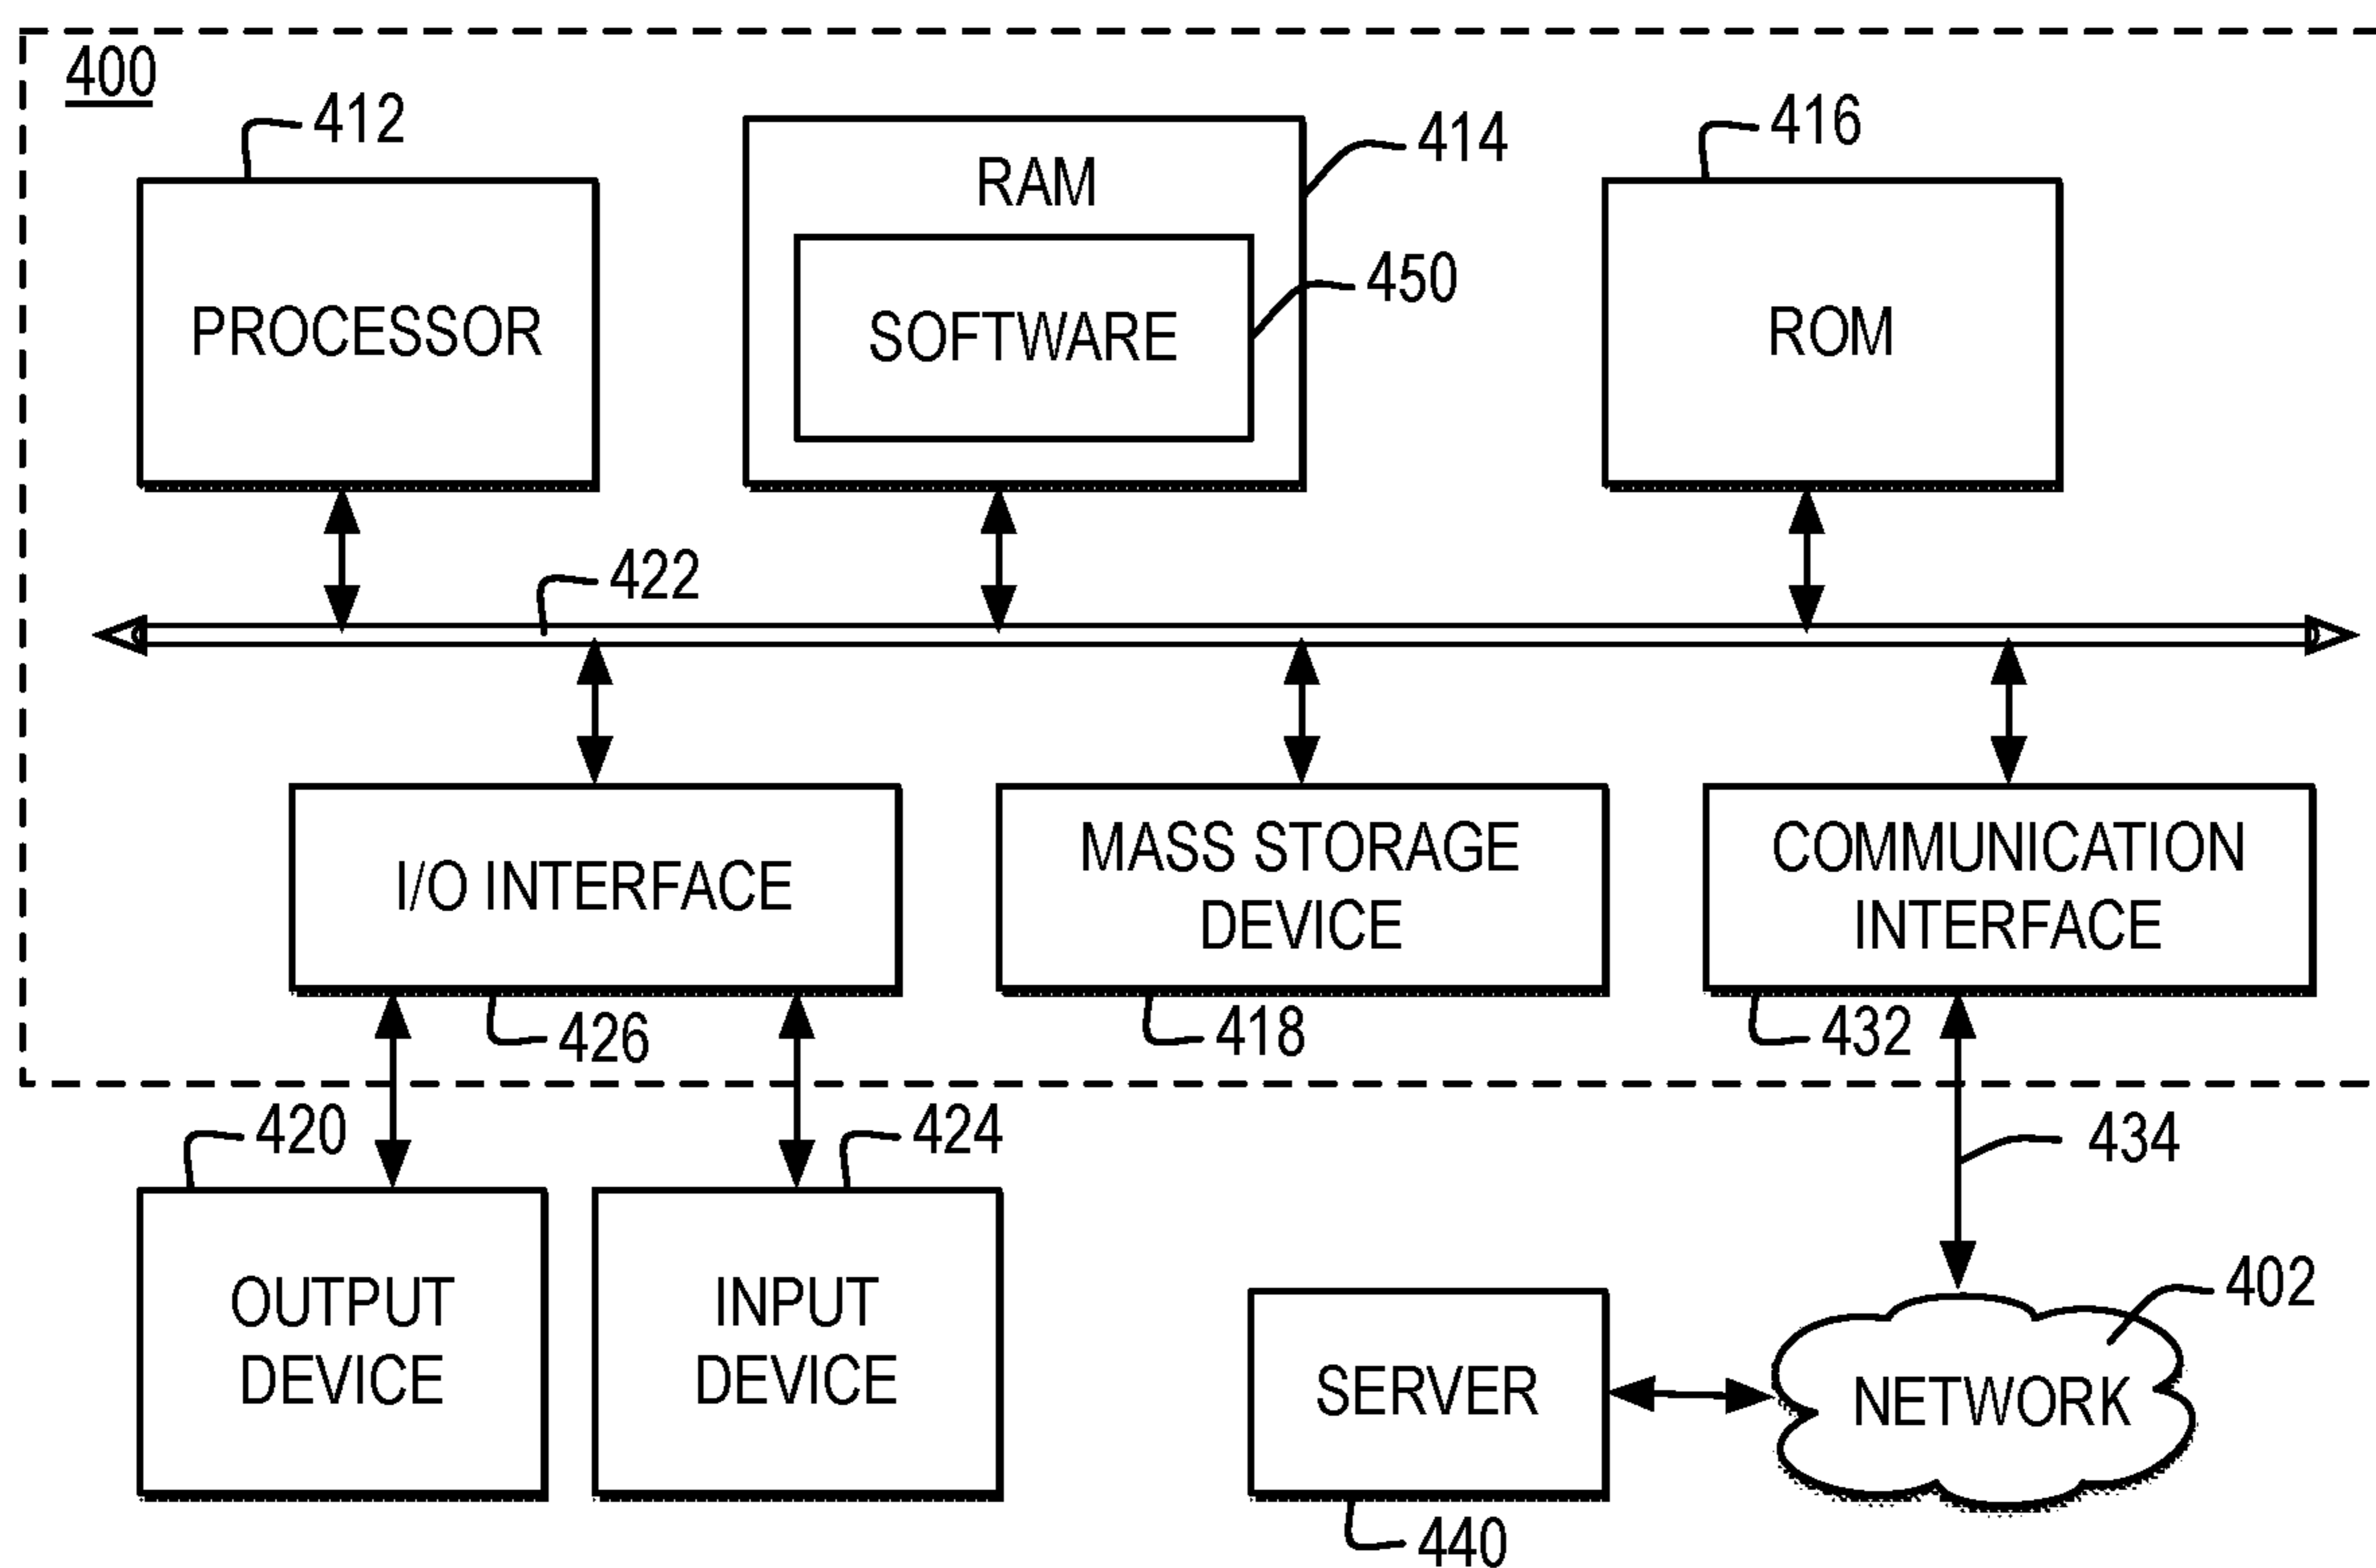 400
412
414
416
RAM
PROCESSOR
450
SOFTWARE
ROM
422
I/O INTERFACE
MASS STORAGE
DEVICE
COMMUNICATION
INTERFACE
426
418
432
420
424
434
OUTPUT
DEVICE
INPUT
DEVICE
402
SERVER
NETWORK
440